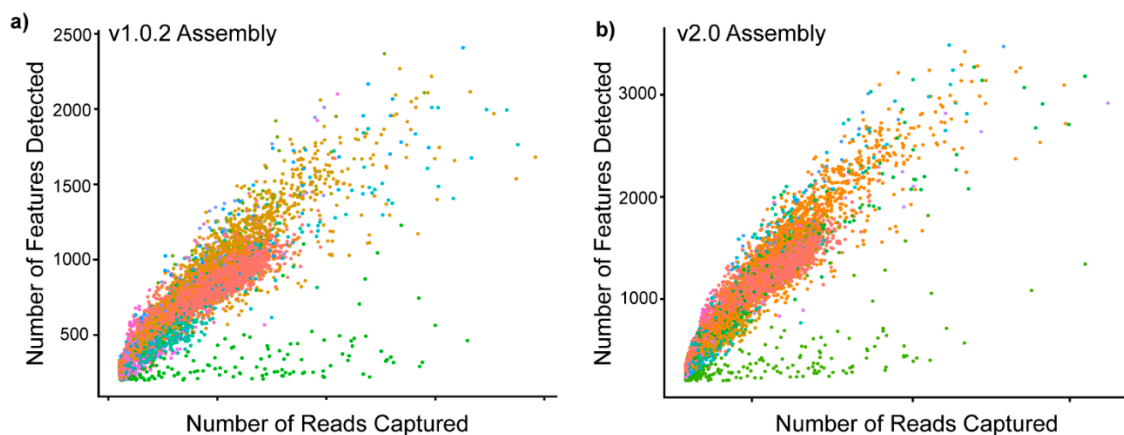 a)
v1.0.2 Assembly
Number of Features Detected
2500
2000
1500
1000
500
Number of Reads Captured
b)
v2.0 Assembly
Number of Features Detected
3000
2000
1000
Number of Reads Captured